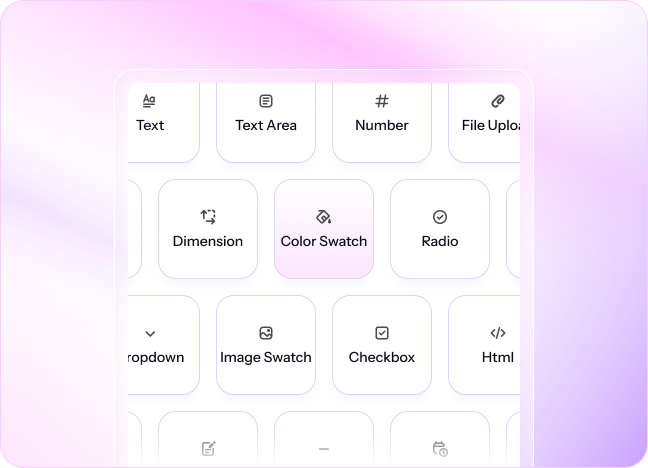 Text
Text Area
Number
File Uploa
Dimension
Color Swatch
Radio
ropdown
Image Swatch
Checkbox
Html